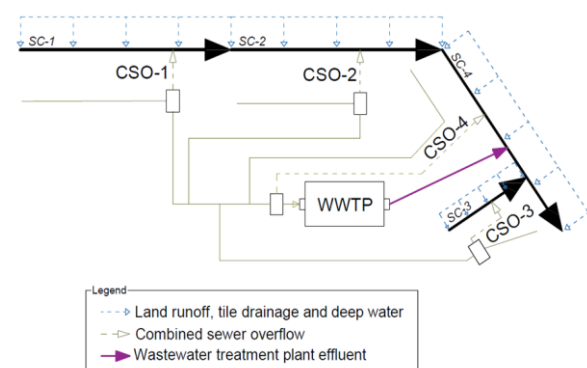 SC-1
SC-2
CSO-1
CSO-2
SC-4
CSO-4
WWTP
SC-3
CSO-3
Legend
Land runoff, tile drainage and deep water
Combined sewer overflow
Wastewater treatment plant effluent